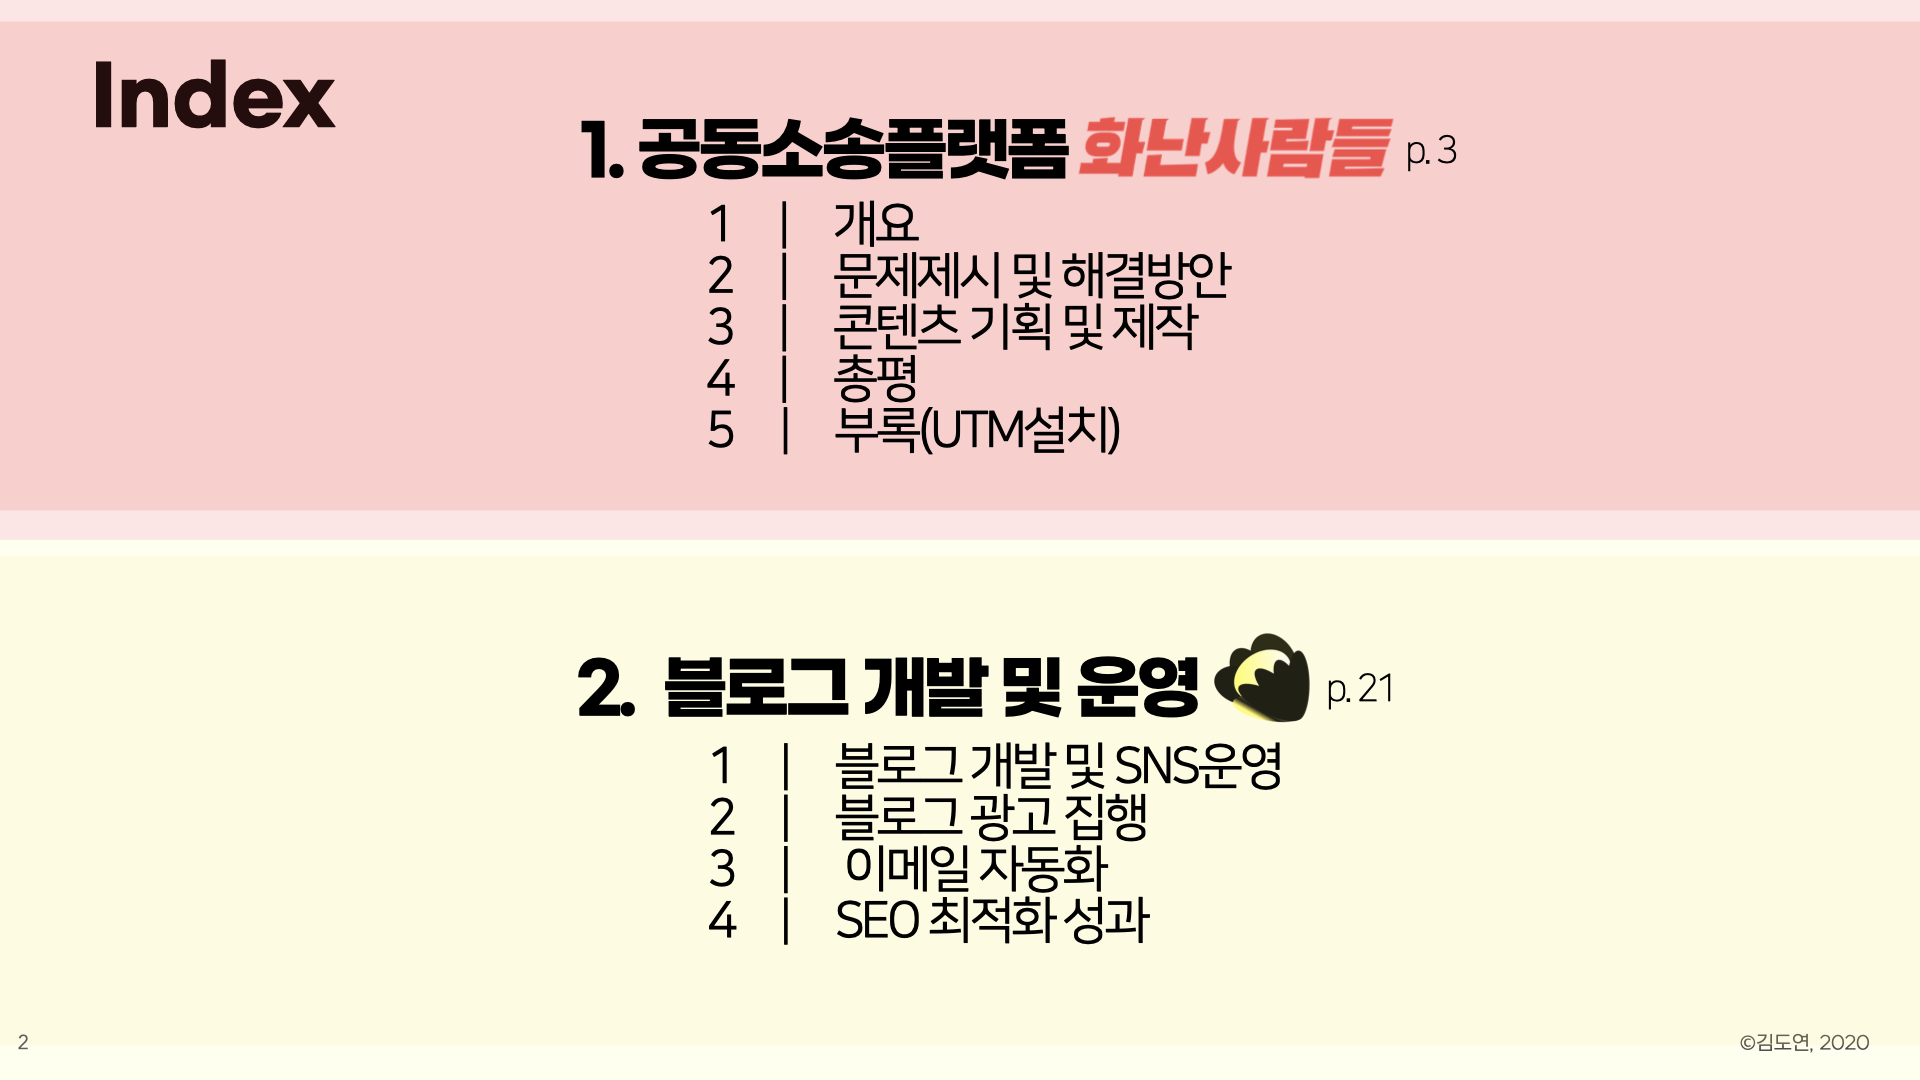 Index
1. 공동소송플랫폼 화난사람들 p. 3
1 | 개요
2 | 문제제시 및 해결방안
3 | 콘텐츠 기획 및 제작
4 | 총평
5 | 부록(UTM설치)
2. 블로그 개발 및 운영 p. 21
1 | 블로그 개발 및 SNS운영
2 | 블로그 광고 집행
3 | 이메일 자동화
4 | SEO 최적화 성과
2
©김도연, 2020